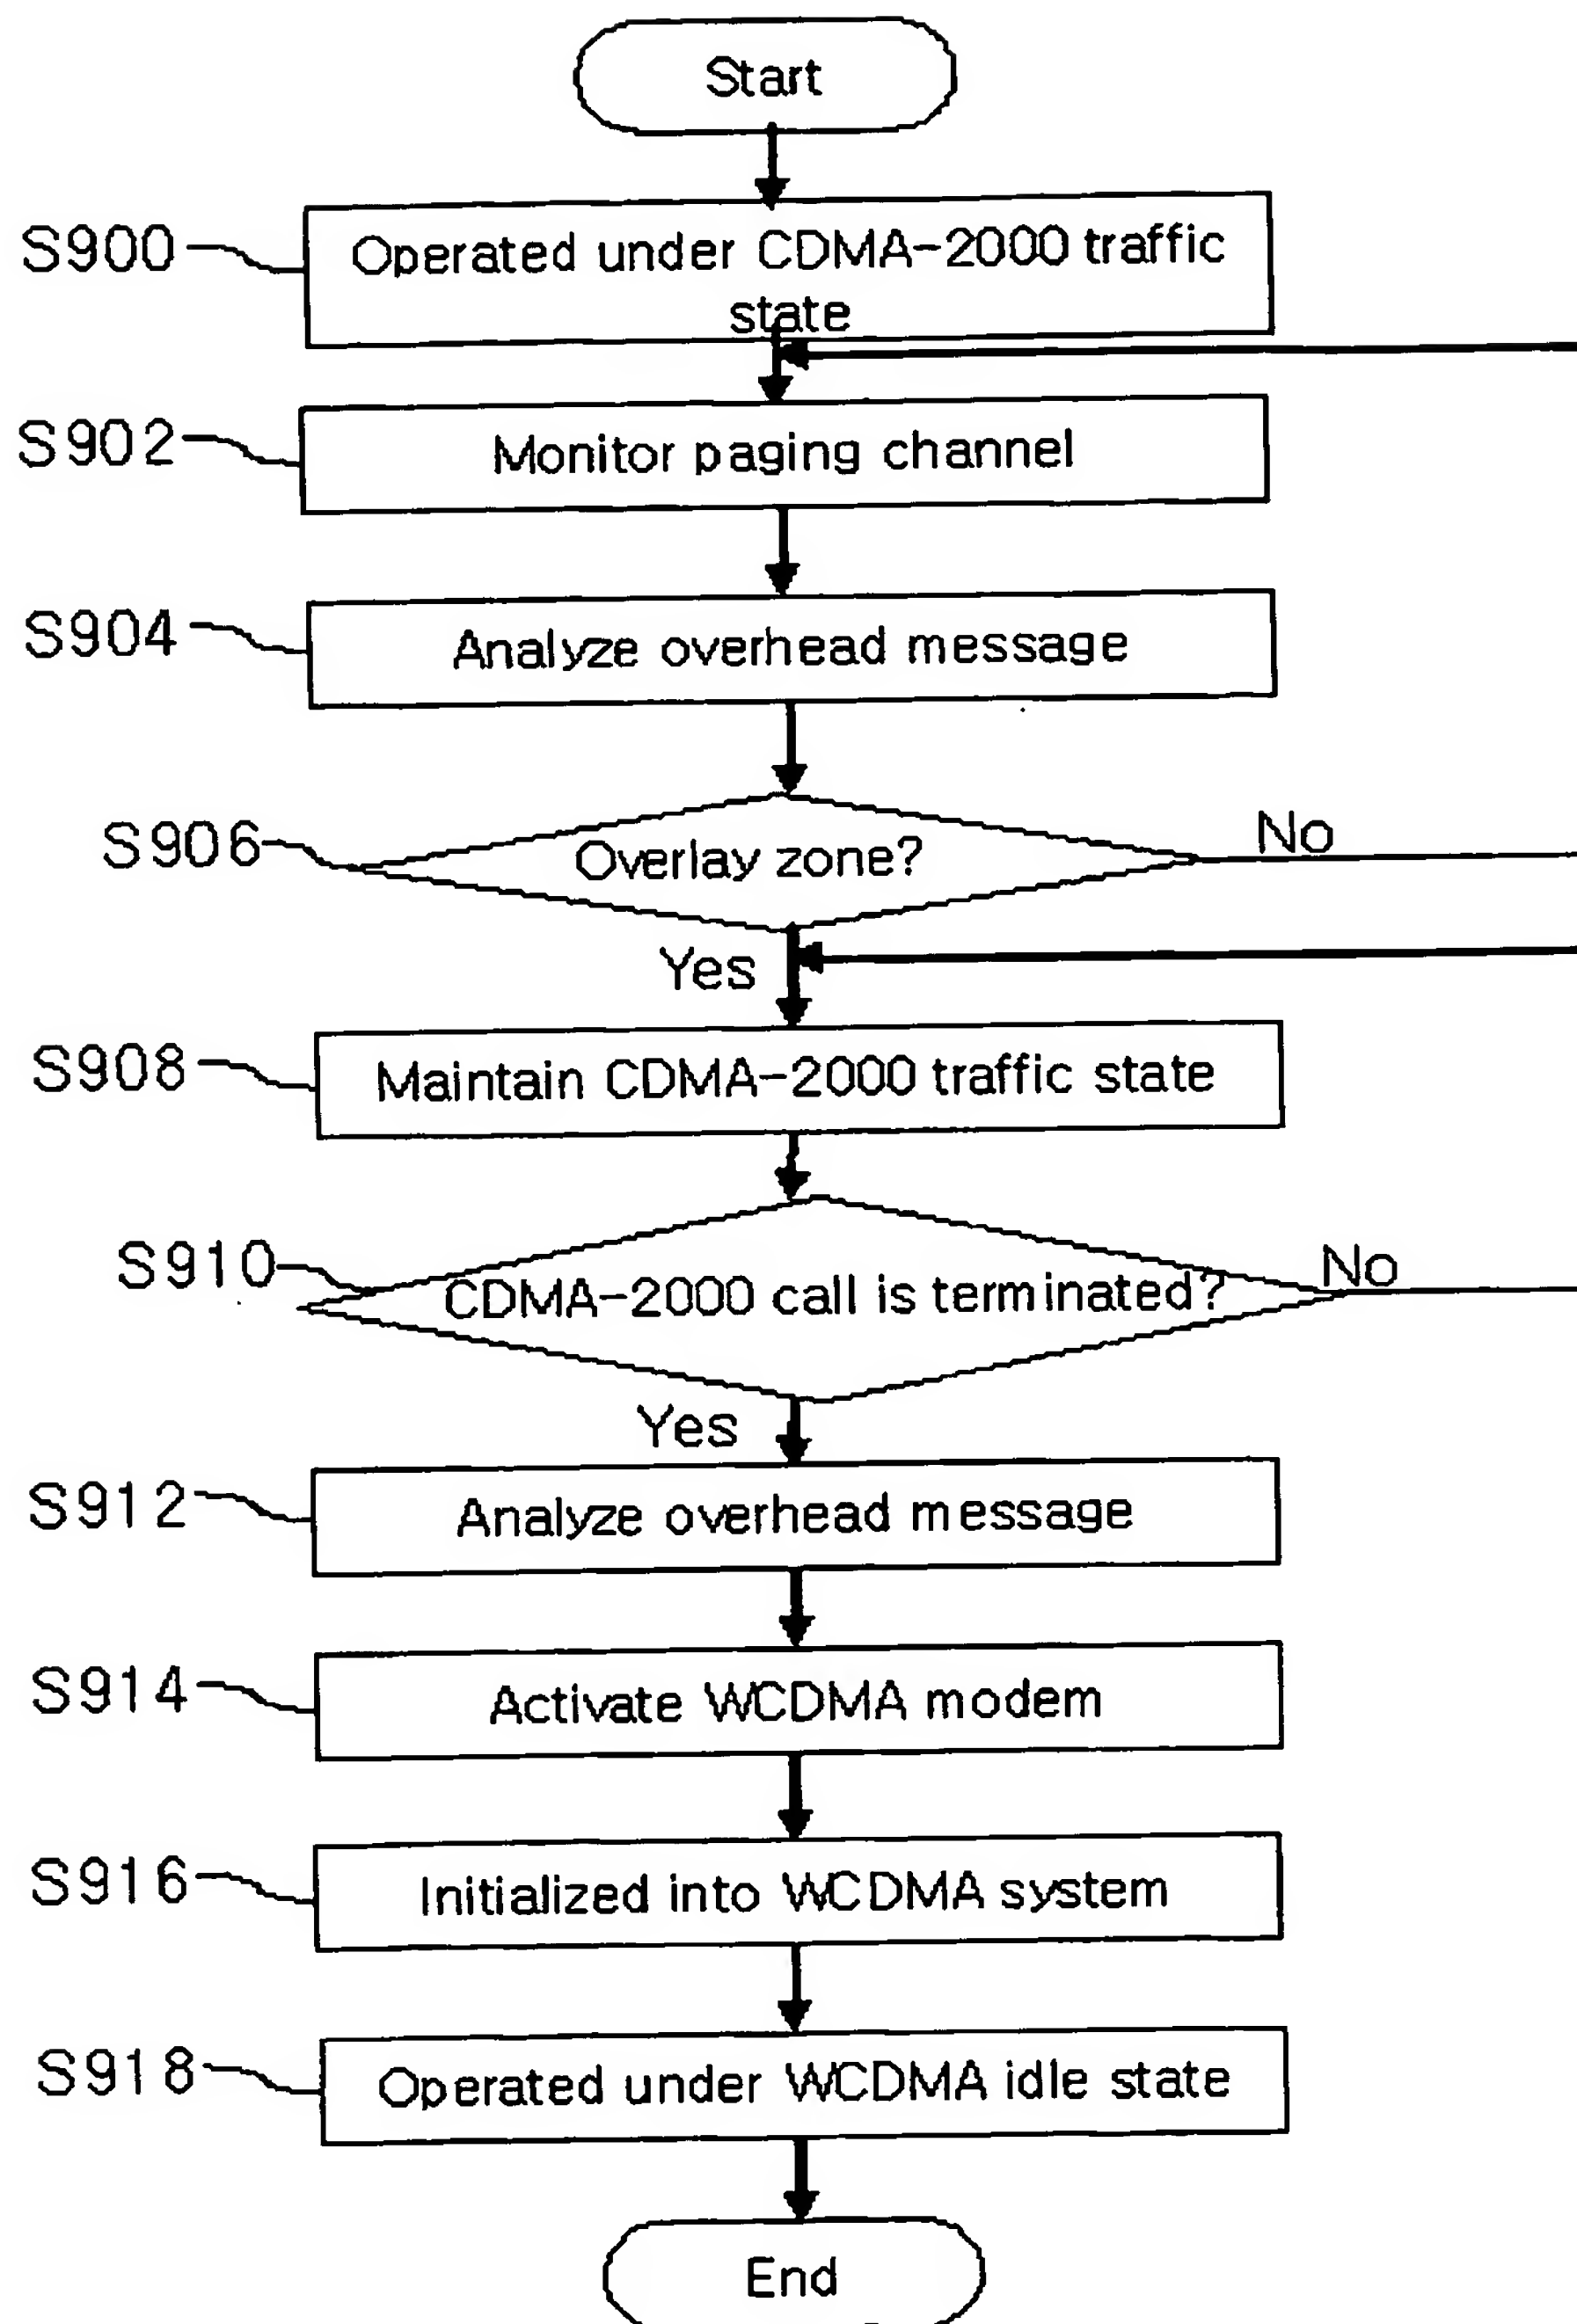 Start
S900
Operated under CDMA-2000 traffic
state
S902
Monitor paging channel
S904
Analyze overhead message
S906
Overlay zone?
No
Yes
S908
Maintain CDMA-2000 traffic state
S910
CDMA-2000 call is terminated?
No
Yes
S912
Analyze overhead message
S914
Activate WCDMA modem
S916
Initialized into WCDMA system
S918
Operated under WCDMA idle state
End